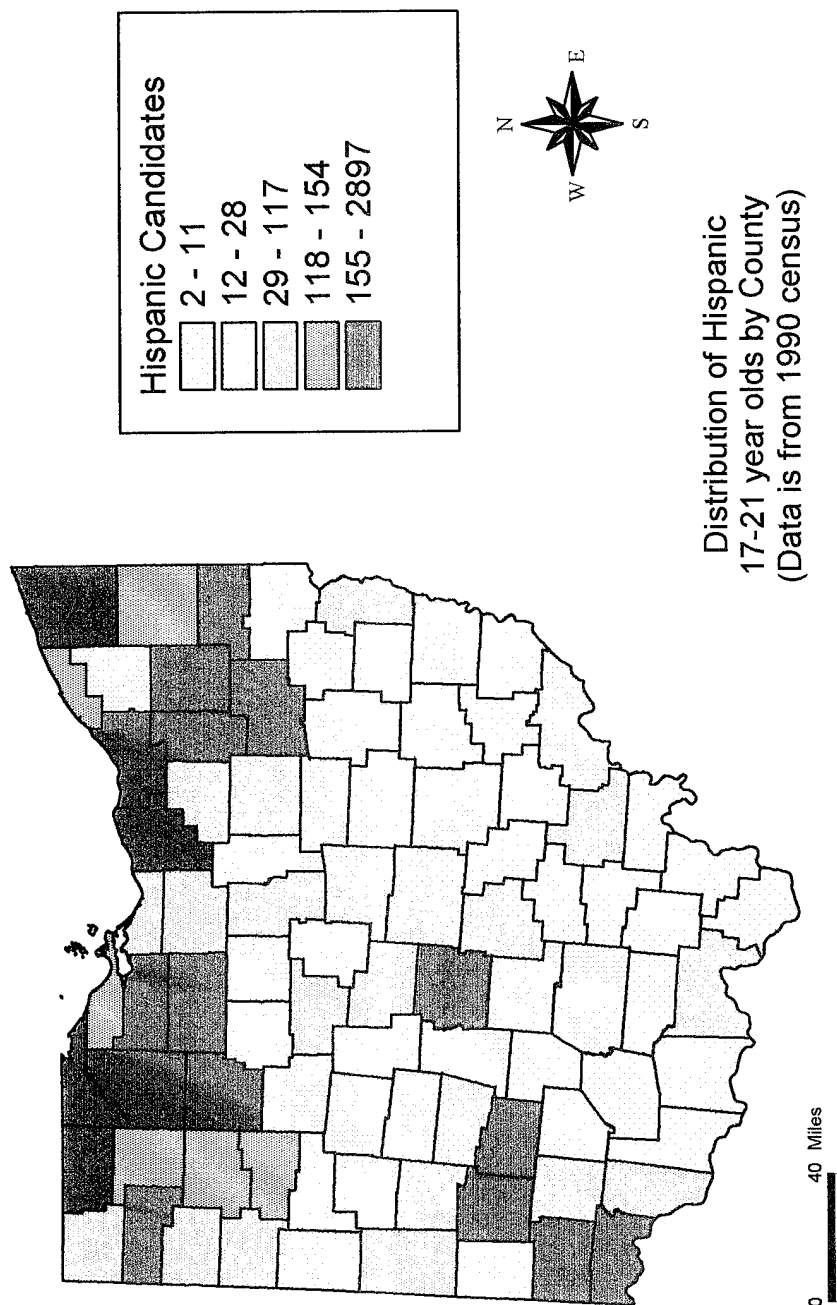 Hispanic Candidates
2 - 11
12 - 28
29 - 117
118 - 154
155 - 2897
N
W
E
S
Distribution of Hispanic
17-21 year olds by County
(Data is from 1990 census)
0
40 Miles